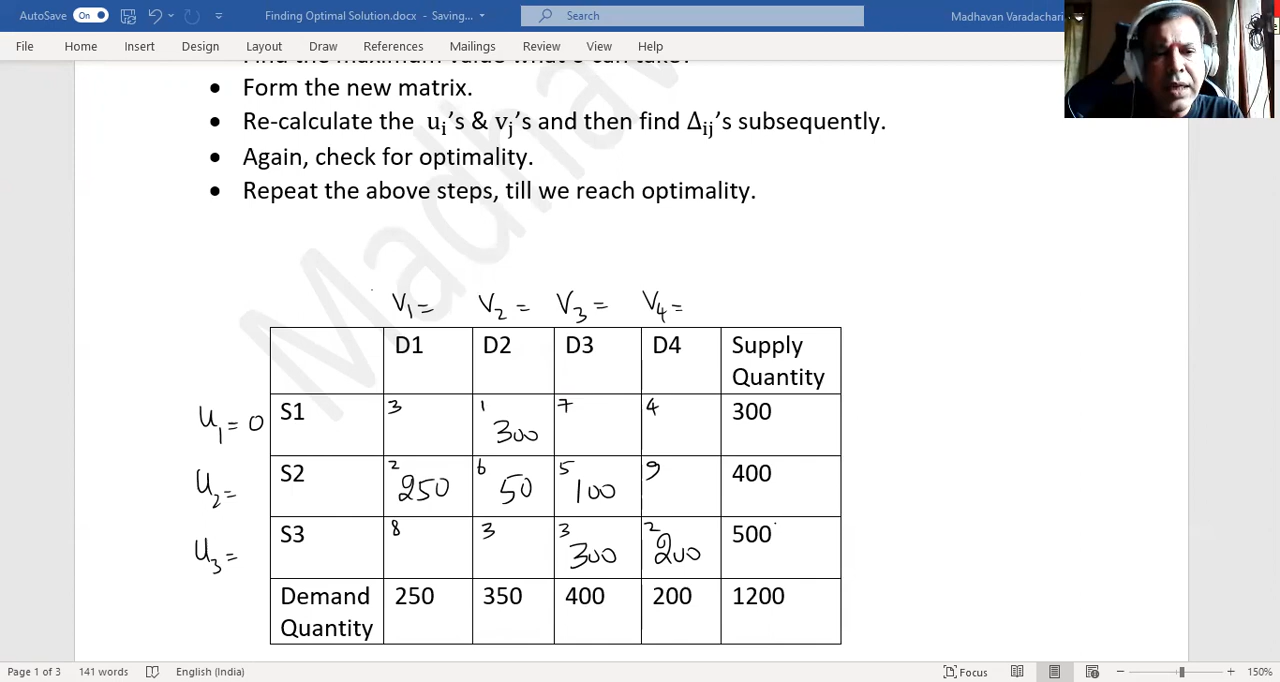 AutoSave On Finding Optimal Solution.docx - Saving... Search Madhavan Varadachari
File Home Insert Design Layout Draw References Mailings Review View Help
• Form the new matrix.
• Re-calculate the uᵢ's & vⱼ's and then find Δᵢⱼ's subsequently.
• Again, check for optimality.
• Repeat the above steps, till we reach optimality.
Madhav
V₁= V₂= V₃= V₄=
D1 D2 D3 D4 Supply Quantity
U₁=0 S1 3 1 300 7 4 300
U₂= S2 2 250 6 50 5 100 9 400
U₃= S3 8 3 3 300 2 200 500
Demand Quantity 250 350 400 200 1200
Page 1 of 3 141 words English (India) Focus 150%